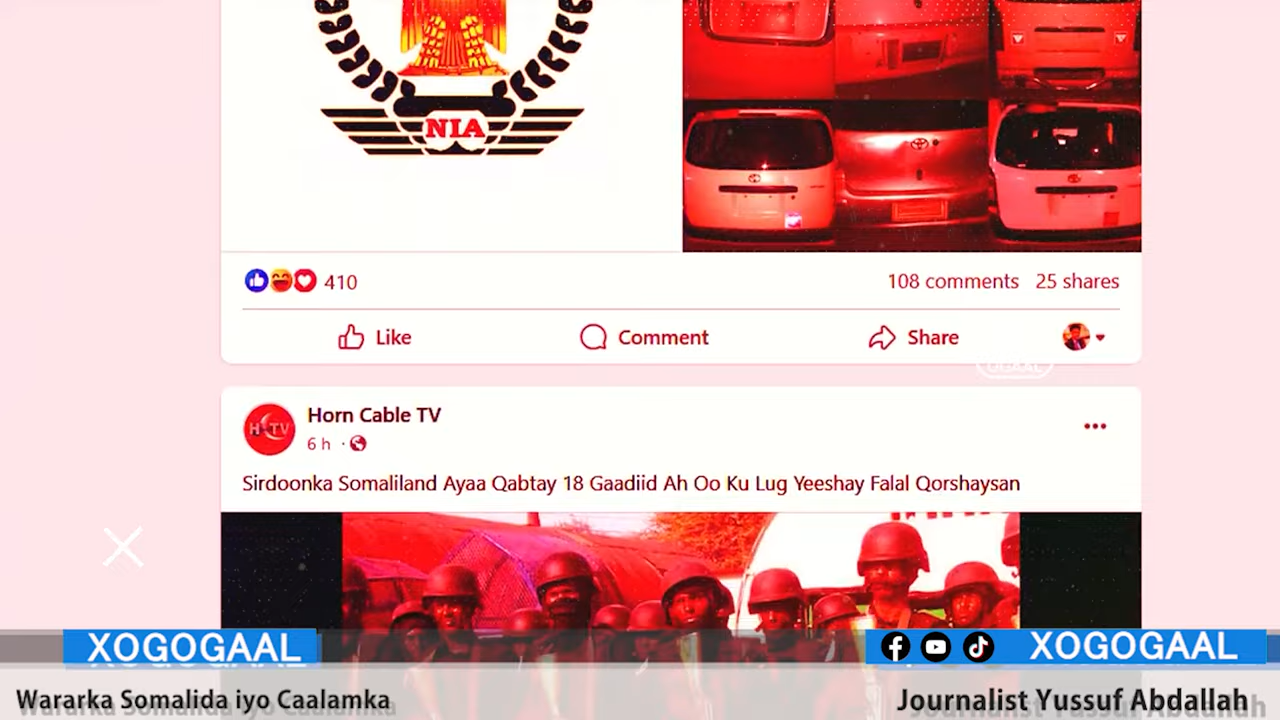 NIA
410
108 comments 25 shares
Like Comment Share
Horn Cable TV
6 h ·
Sirdoonka Somaliland Ayaa Qabtay 18 Gaadiid Ah Oo Ku Lug Yeeshay Falal Qorshaysan
XOGOGAAL
XOGOGAAL
Wararka Somalida iyo Caalamka
Journalist Yussuf Abdallah